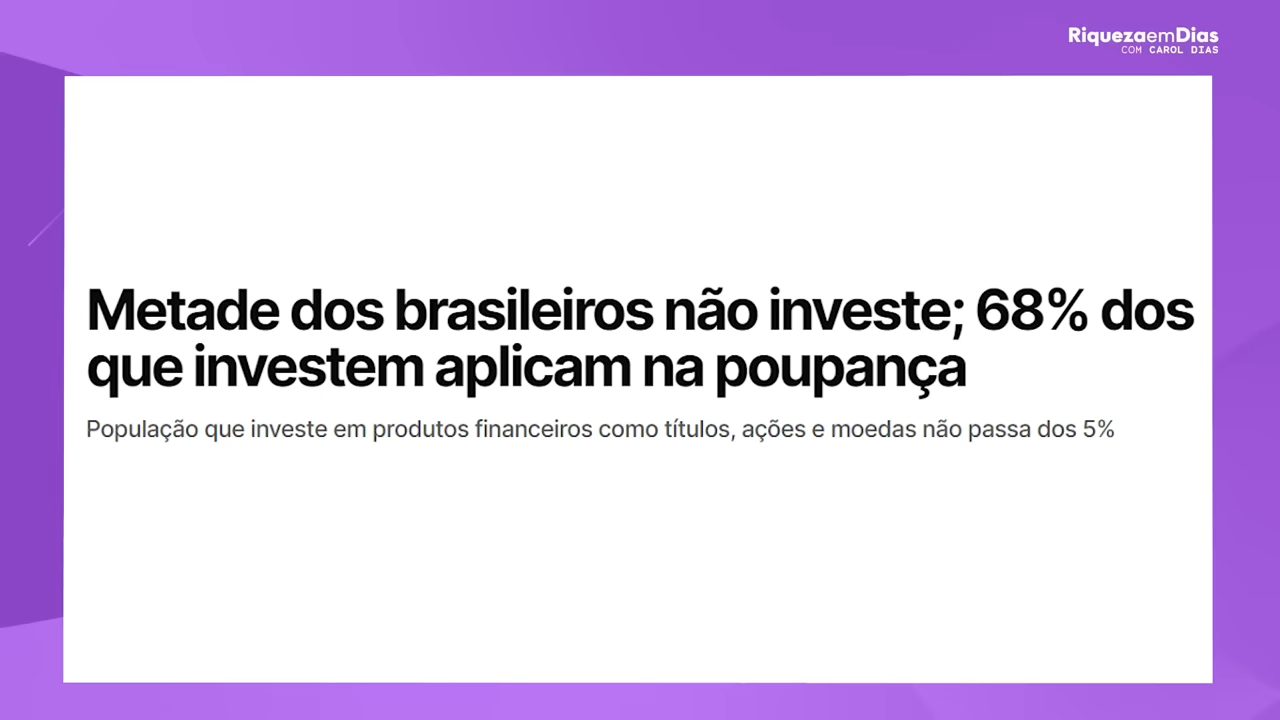 RiquezaemDias
COM CAROL DIAS
Metade dos brasileiros não investe; 68% dos
que investem aplicam na poupança
População que investe em produtos financeiros como títulos, ações e moedas não passa dos 5%